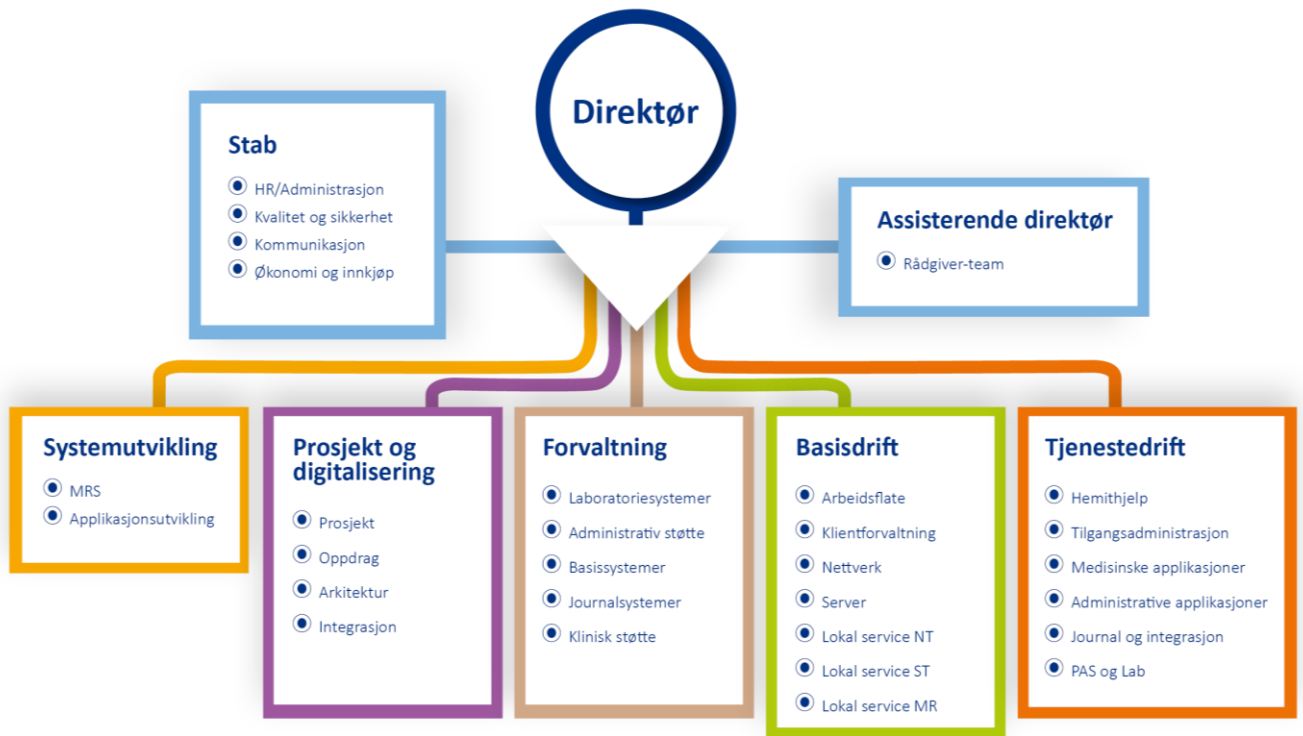 Direktør
Stab
HR/Administrasjon
Kvalitet og sikkerhet
Kommunikasjon
Økonomi og innkjøp
Assisterende direktør
Rådgiver-team
Systemutvikling
MRS
Applikasjonsutvikling
Prosjekt og
digitalisering
Prosjekt
Oppdrag
Arkitektur
Integrasjon
Forvaltning
Laboratoriesystemer
Administrativ støtte
Basissystemer
Journalsystemer
Klinisk støtte
Basisdrift
Arbeidsflate
Klientforvaltning
Nettverk
Server
Lokal service NT
Lokal service ST
Lokal service MR
Tjenestedrift
Hemithjelp
Tilgangsadministrasjon
Medisinske applikasjoner
Administrative applikasjoner
Journal og integrasjon
PAS og Lab